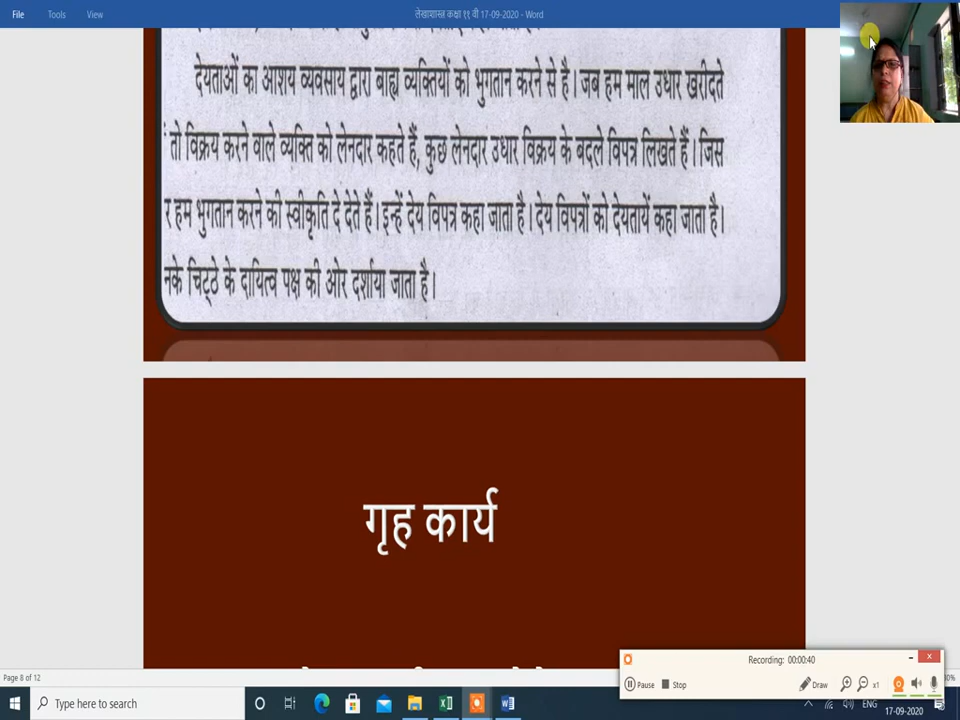 File Tools View लेखाशास्त्र कक्षा ११ वी 17-09-2020 - Word
देयताओं का आशय व्यवसाय द्वारा बाह्य व्यक्तियों को भुगतान करने से है। जब हम माल उधार खरीदते
तो विक्रय करने वाले व्यक्ति को लेनदार कहते हैं, कुछ लेनदार उधार विक्रय के बदले विपत्र लिखते हैं। जिस
र हम भुगतान करने की स्वीकृति दे देते हैं। इन्हें देय विपत्र कहा जाता है। देय विपत्रों को देयतायें कहा जाता है।
नके चिट्ठे के दायित्व पक्ष की ओर दर्शाया जाता है।
गृह कार्य
Recording: 00:00:40
Pause Stop Draw x1
Page 8 of 12
Type here to search
ENG
17-09-2020